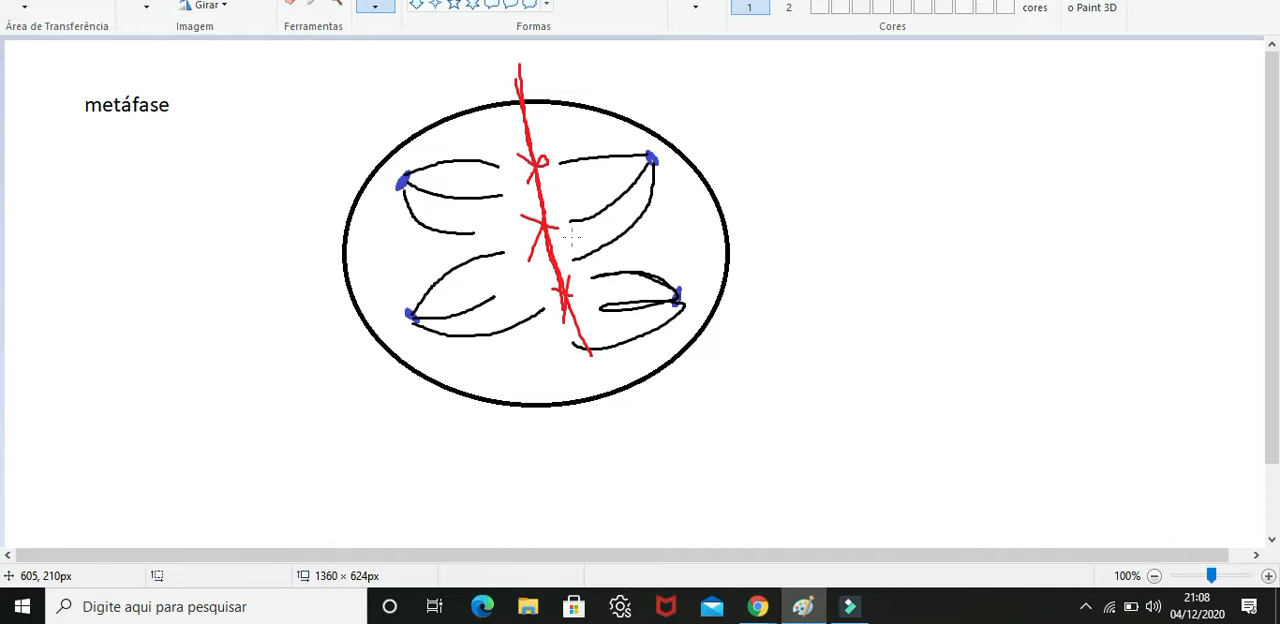 Girar
cores
o Paint 3D
1
2
Área de Transferência
Imagem
Ferramentas
Formas
Cores
metáfase
605, 210px
1360 × 624px
100%
Digite aqui para pesquisar
21:08
04/12/2020